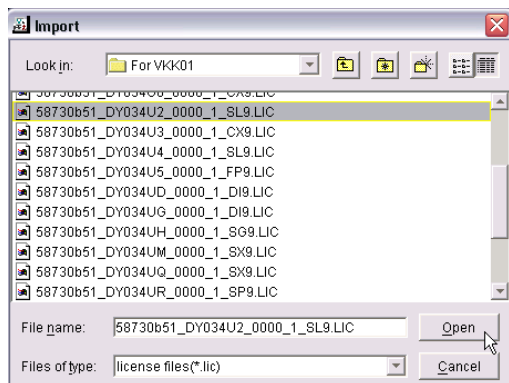 Import
Look in: For VKK01
58730b51_DY034U2_0000_1_SL9.LIC
58730b51_DY034U3_0000_1_CX9.LIC
58730b51_DY034U4_0000_1_SL9.LIC
58730b51_DY034U5_0000_1_FP9.LIC
58730b51_DY034UD_0000_1_DI9.LIC
58730b51_DY034UG_0000_1_DI9.LIC
58730b51_DY034UH_0000_1_SG9.LIC
58730b51_DY034UM_0000_1_SX9.LIC
58730b51_DY034UQ_0000_1_SX9.LIC
58730b51_DY034UR_0000_1_SP9.LIC
File name: 58730b51_DY034U2_0000_1_SL9.LIC Open
Files of type: license files(*.lic) Cancel